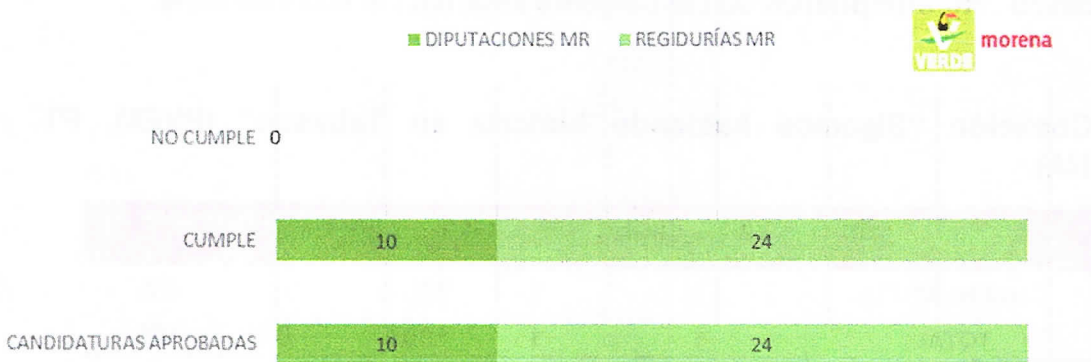 DIPUTACIONES MR REGIDURÍAS MR
VERDE morena
NO CUMPLE 0
CUMPLE 10 24
CANDIDATURAS APROBADAS 10 24